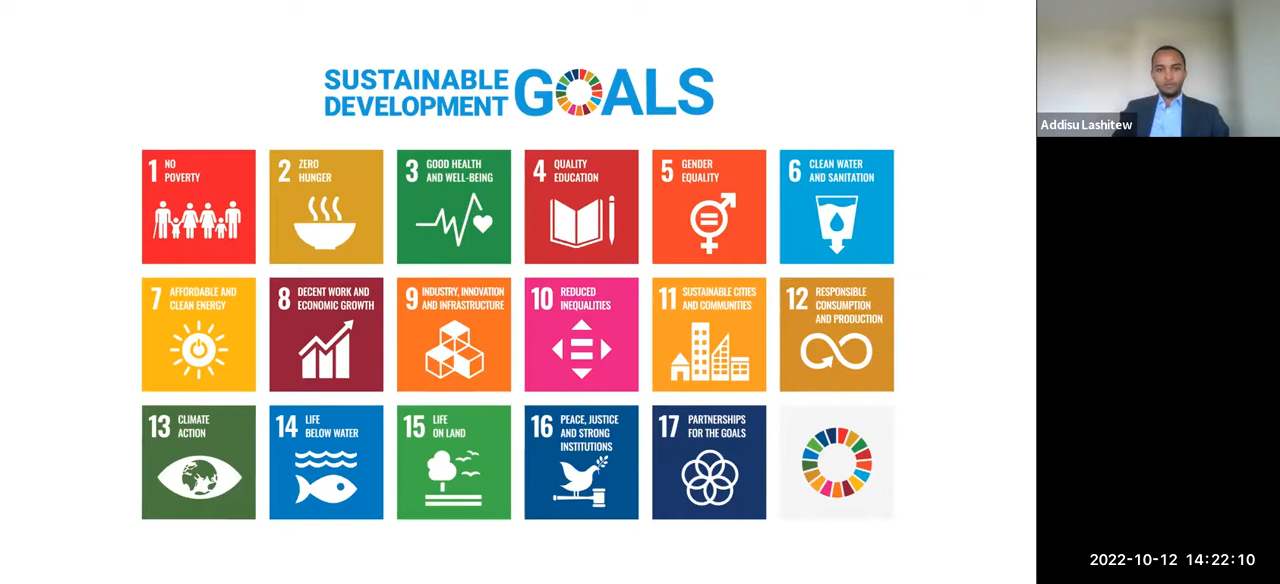 SUSTAINABLE
DEVELOPMENT
GOALS
1 NO
POVERTY
2 ZERO
HUNGER
3 GOOD HEALTH
AND WELL-BEING
4 QUALITY
EDUCATION
5 GENDER
EQUALITY
6 CLEAN WATER
AND SANITATION
7 AFFORDABLE AND
CLEAN ENERGY
8 DECENT WORK AND
ECONOMIC GROWTH
9 INDUSTRY, INNOVATION
AND INFRASTRUCTURE
10 REDUCED
INEQUALITIES
11 SUSTAINABLE CITIES
AND COMMUNITIES
12 RESPONSIBLE
CONSUMPTION
AND PRODUCTION
13 CLIMATE
ACTION
14 LIFE
BELOW WATER
15 LIFE
ON LAND
16 PEACE, JUSTICE
AND STRONG
INSTITUTIONS
17 PARTNERSHIPS
FOR THE GOALS
Addisu Lashitew
2022-10-12 14:22:10